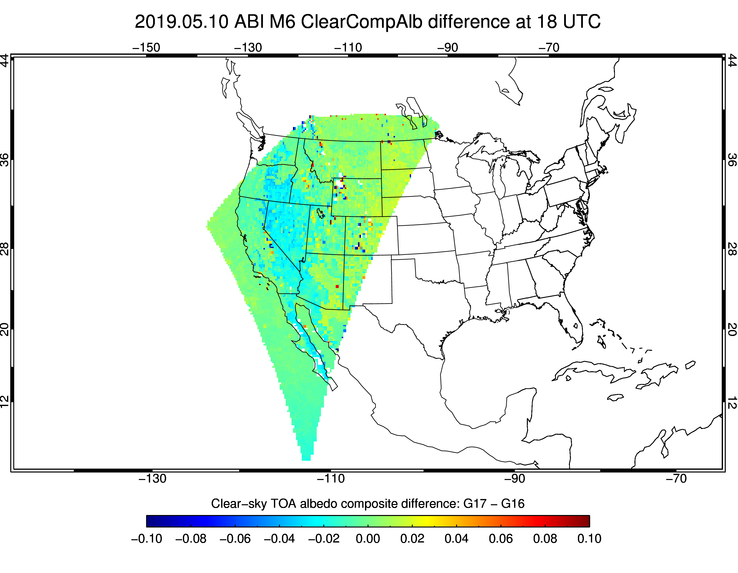 2019.05.10 ABI M6 ClearCompAlb difference at 18 UTC
−150 −130 −110 −90 −70
44 44
36 36
28 28
20 20
12 12
−130 −110 −90 −70
Clear−sky TOA albedo composite difference: G17 − G16
−0.10 −0.08 −0.06 −0.04 −0.02 0.00 0.02 0.04 0.06 0.08 0.10